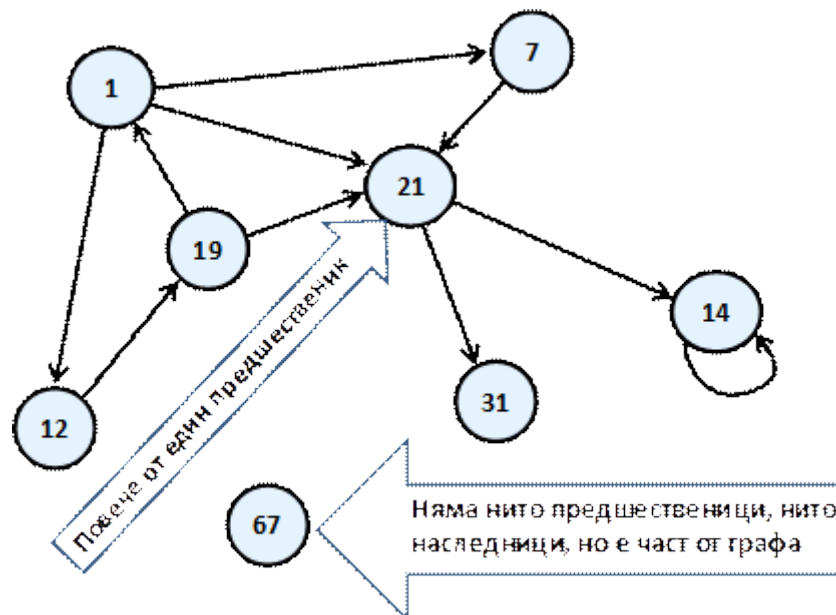 7
1
21
19
14
31
12
Повече от един предшественик
67
Няма нито предшественици, нито
наследници, но е част от графа